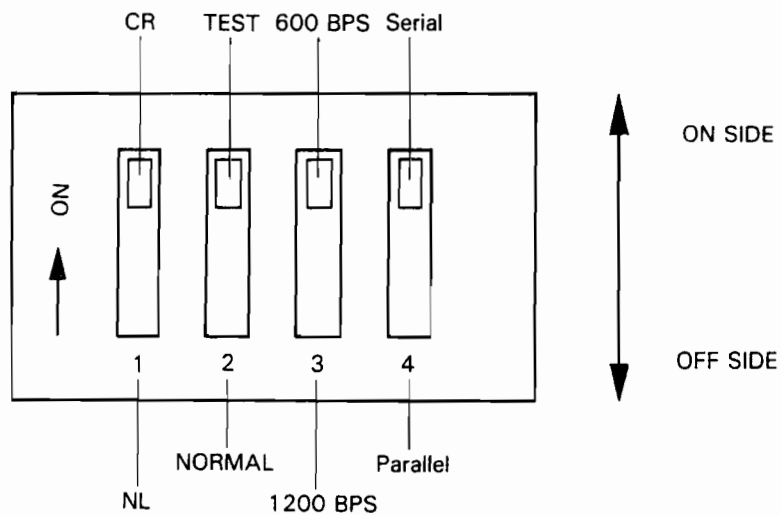 CR TEST 600 BPS Serial
ON SIDE
ON
1 2 3 4
OFF SIDE
NORMAL Parallel
NL 1200 BPS